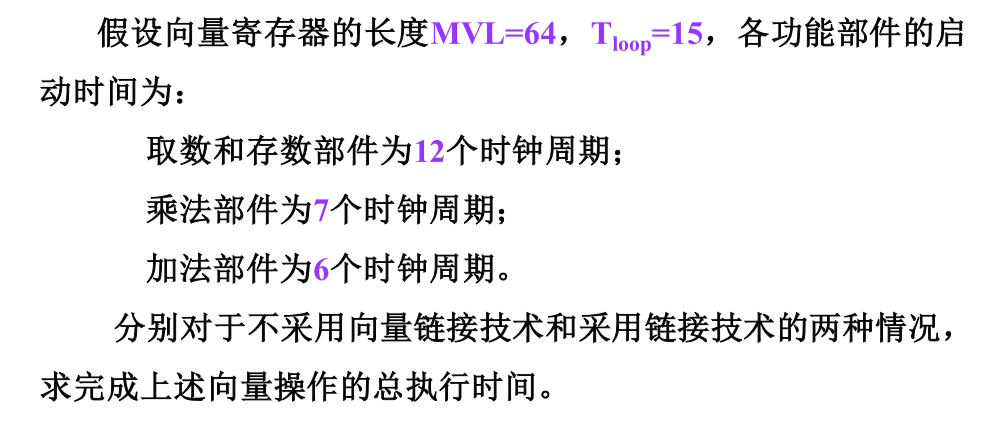 假设向量寄存器的长度MVL=64，Tloop=15，各功能部件的启
动时间为：
取数和存数部件为12个时钟周期；
乘法部件为7个时钟周期；
加法部件为6个时钟周期。
分别对于不采用向量链接技术和采用链接技术的两种情况，
求完成上述向量操作的总执行时间。